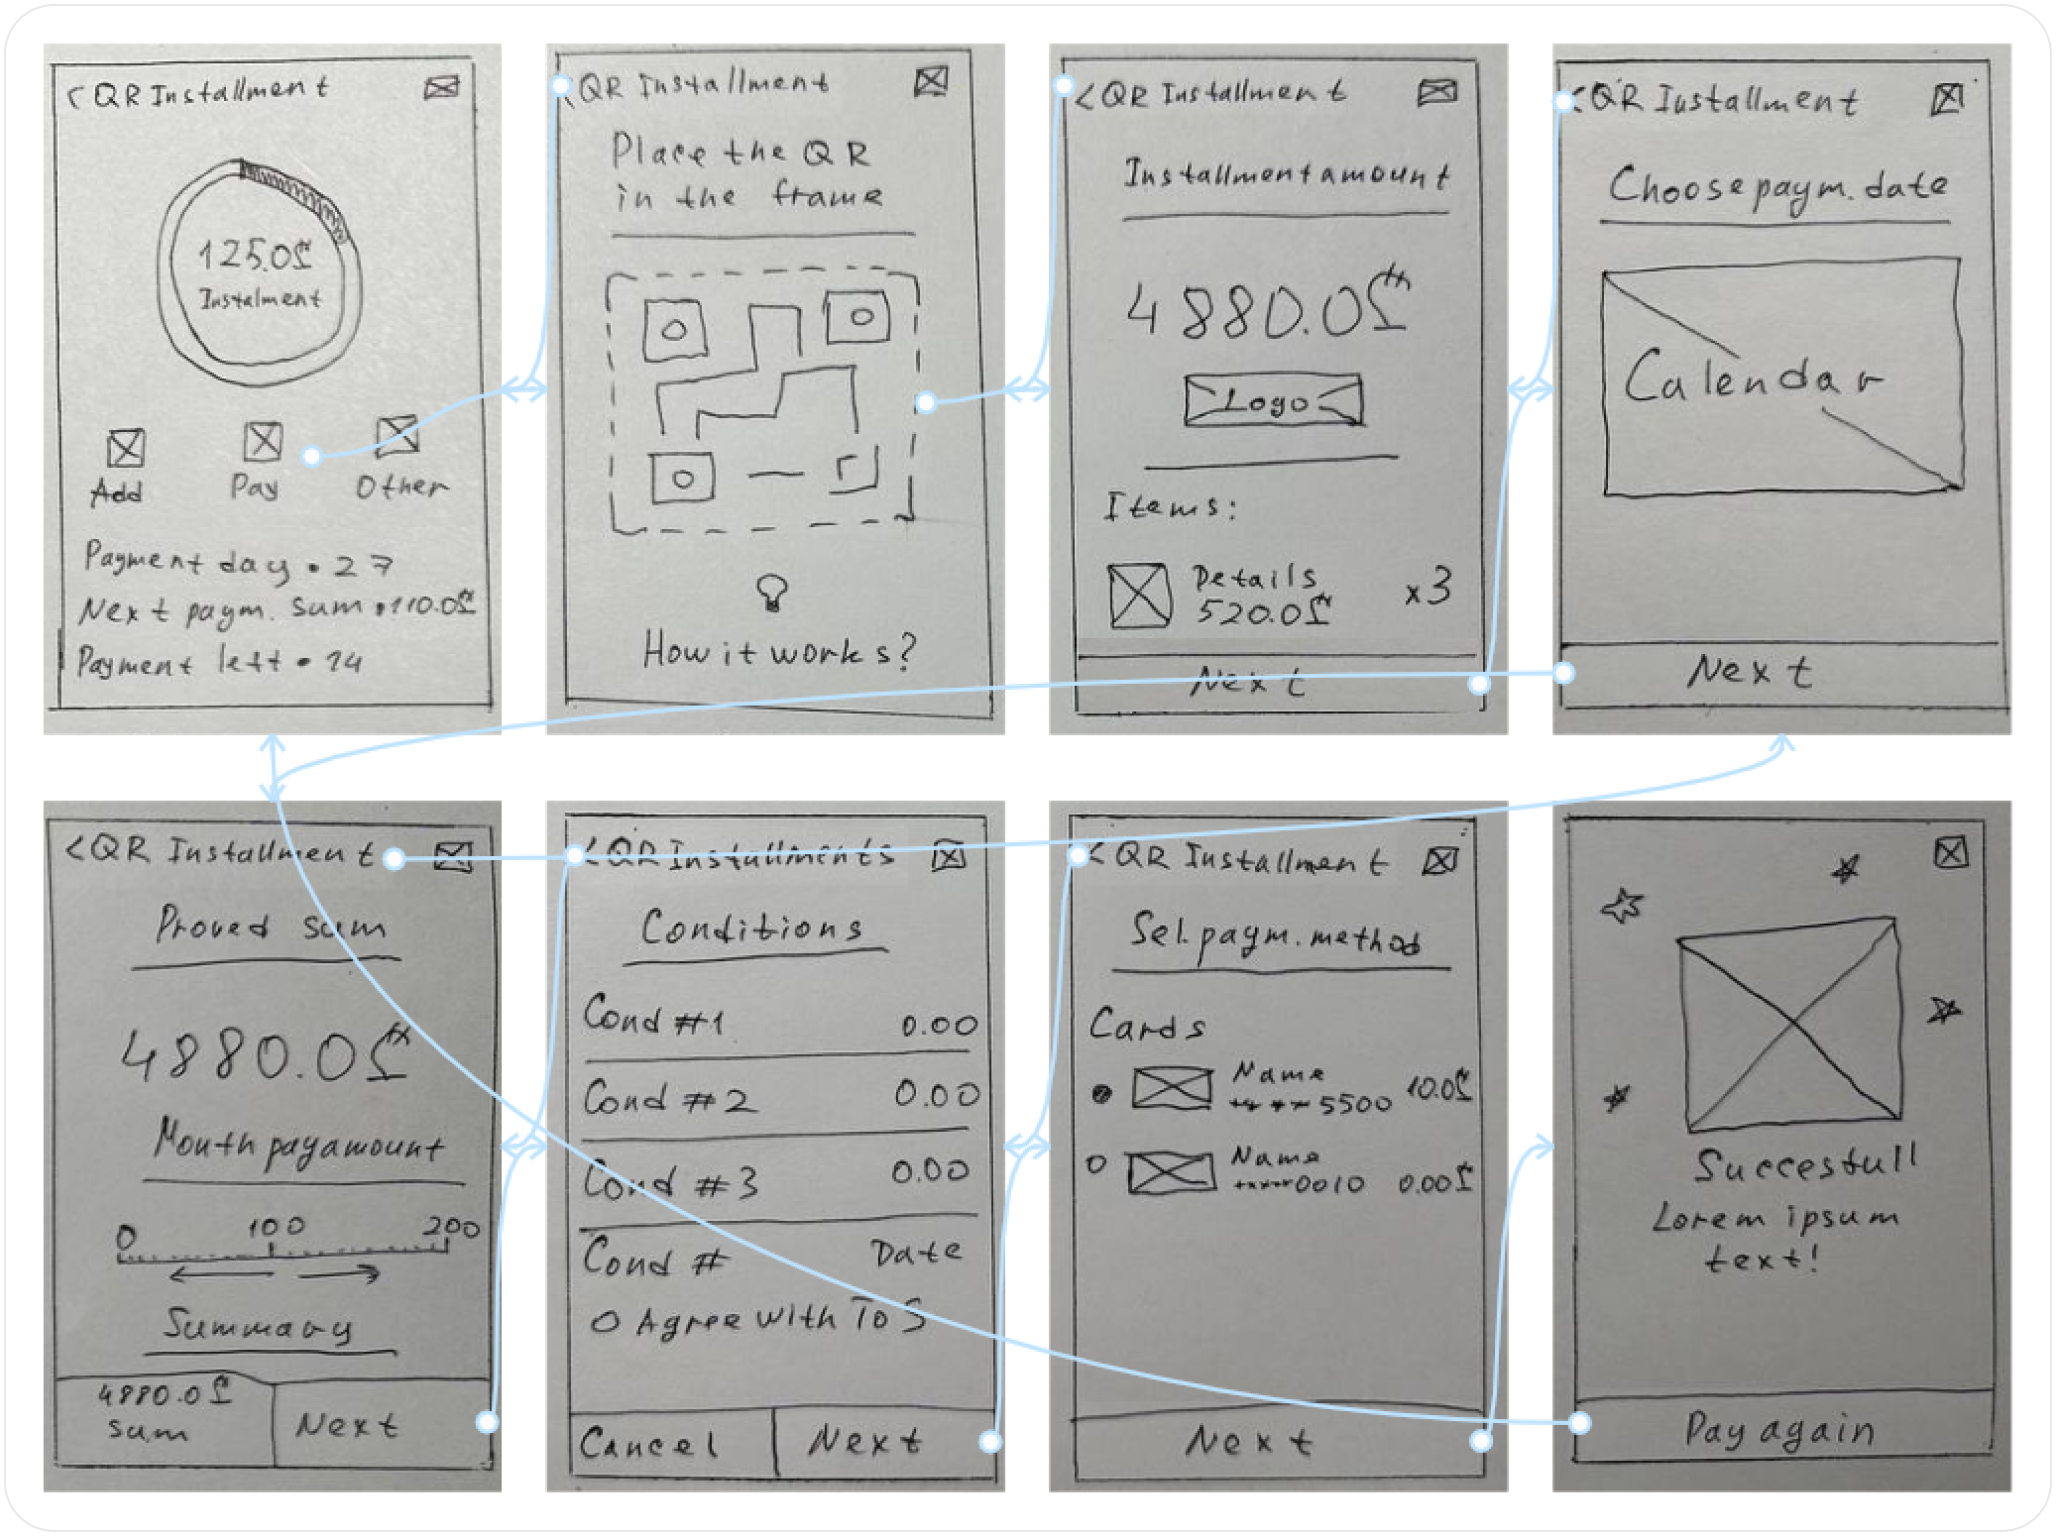 < QR Installment
125.0₾
Instalment
Add Pay Other
Payment day • 27
Next paym. sum • 110.0₾
Payment left • 14
< QR Installment
Place the QR
in the frame
How it works?
< QR Installment
Installment amount
4880.0₾
Logo
Items:
Details
520.0₾ x3
Next
< QR Installment
Choose paym. date
Calendar
Next
< QR Installment
Proved sum
4880.0₾
Month pay amount
0 100 200
Summary
4880.0₾
sum
Next
< QR Installments
Conditions
Cond #1 0.00
Cond #2 0.00
Cond #3 0.00
Cond # Date
Agree with ToS
Cancel Next
< QR Installment
Sel. paym. method
Cards
Name
** ** 5500 10.0₾
Name
*****0010 0.00₾
Next
Succesfull
Lorem ipsum
text!
Pay again